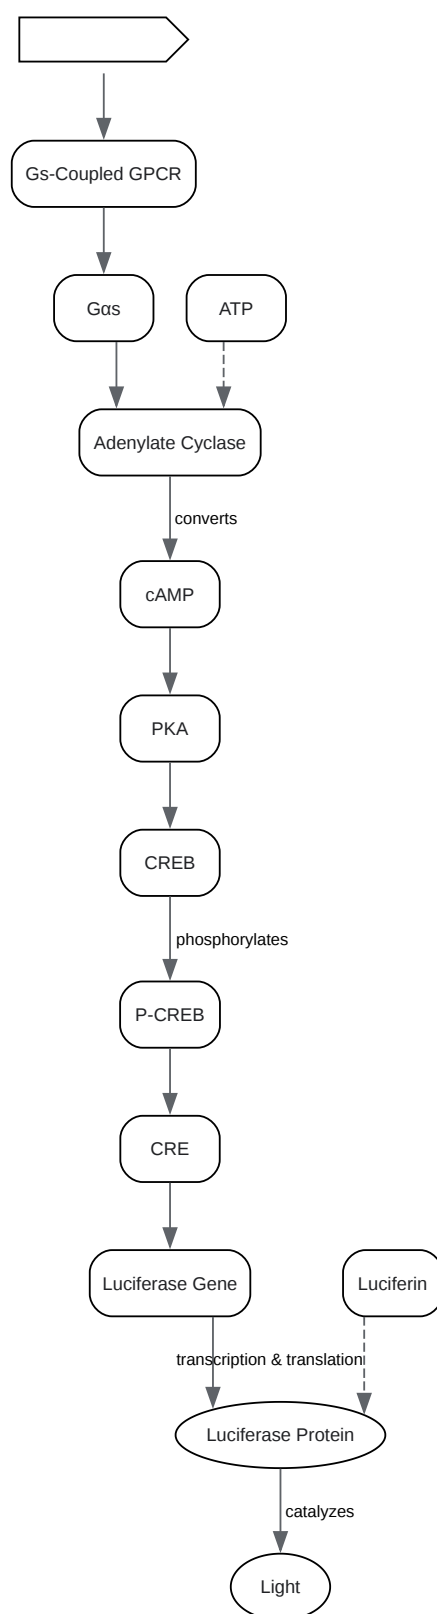 Gs-Coupled GPCR
Gαs
ATP
Adenylate Cyclase
converts
cAMP
PKA
CREB
phosphorylates
P-CREB
CRE
Luciferase Gene
Luciferin
transcription & translation
Luciferase Protein
catalyzes
Light